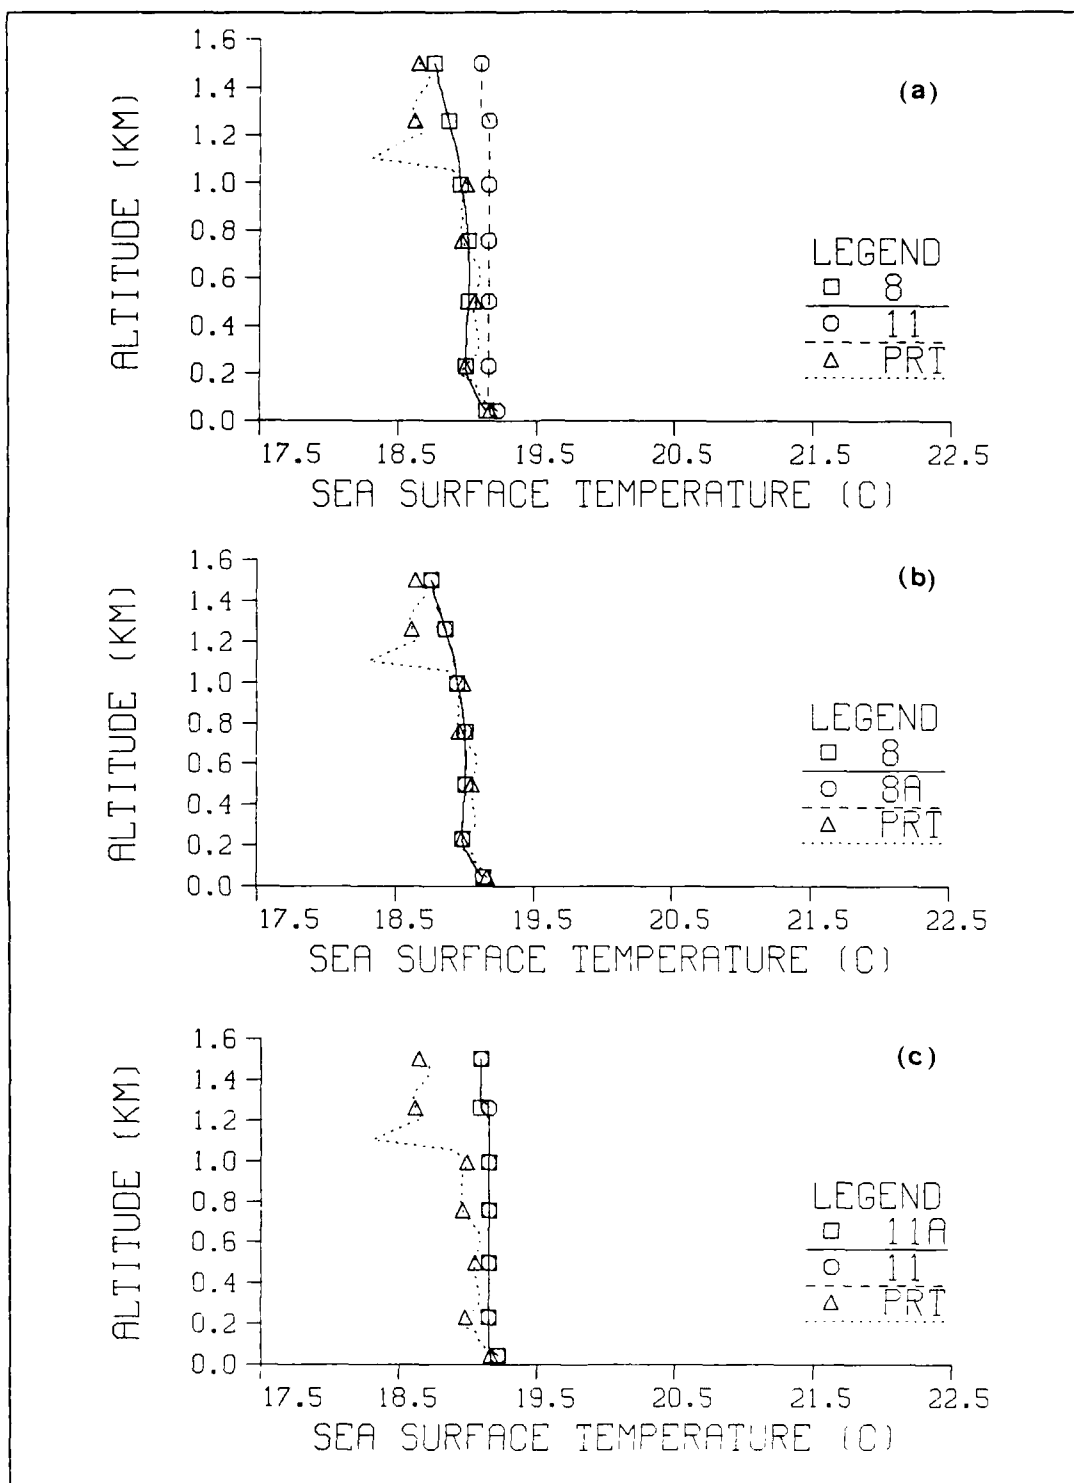 (a)
ALTITUDE (KM)
1.6
1.4
1.2
1.0
0.8
0.6
0.4
0.2
0.0
17.5 18.5 19.5 20.5 21.5 22.5
SEA SURFACE TEMPERATURE (C)
LEGEND
8
11
PRT
(b)
ALTITUDE (KM)
1.6
1.4
1.2
1.0
0.8
0.6
0.4
0.2
0.0
17.5 18.5 19.5 20.5 21.5 22.5
SEA SURFACE TEMPERATURE (C)
LEGEND
8
8A
PRT
(c)
ALTITUDE (KM)
1.6
1.4
1.2
1.0
0.8
0.6
0.4
0.2
0.0
17.5 18.5 19.5 20.5 21.5 22.5
SEA SURFACE TEMPERATURE (C)
LEGEND
11A
11
PRT